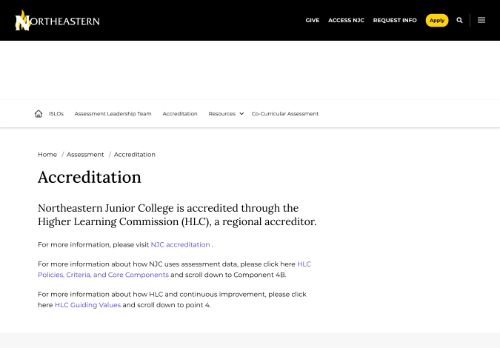 NORTHEASTERN
GIVE ACCESS NJC REQUEST INFO Apply
ISLOs Assessment Leadership Team Accreditation Resources Co-Curricular Assessment
Home / Assessment / Accreditation
Accreditation
Northeastern Junior College is accredited through the
Higher Learning Commission (HLC), a regional accreditor.
For more information, please visit NJC accreditation .
For more information about how NJC uses assessment data, please click here HLC
Policies, Criteria, and Core Components and scroll down to Component 4B.
For more information about how HLC and continuous improvement, please click
here HLC Guiding Values and scroll down to point 4.